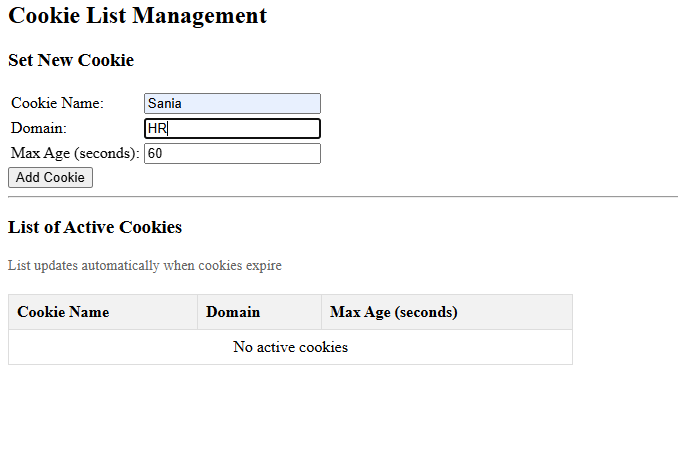 Cookie List Management
Set New Cookie
Cookie Name: Sania
Domain: HR
Max Age (seconds): 60
Add Cookie
List of Active Cookies
List updates automatically when cookies expire
Cookie Name Domain Max Age (seconds)
No active cookies